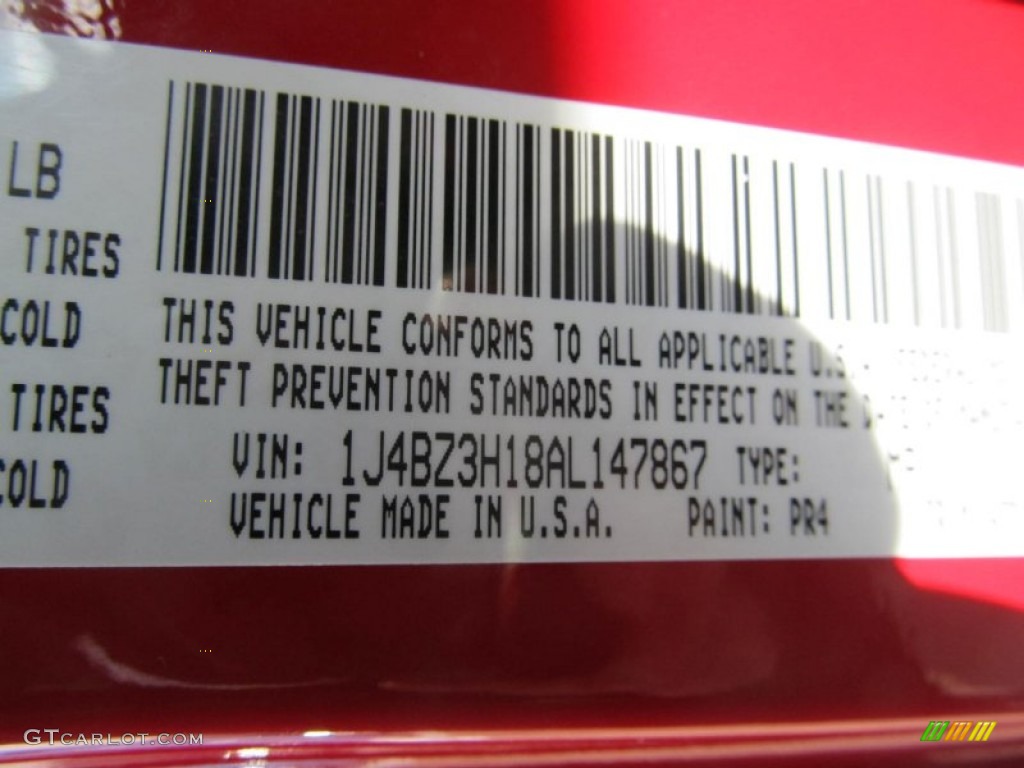 LB
TIRES
COLD
TIRES
COLD
THIS VEHICLE CONFORMS TO ALL APPLICABLE U.S.
THEFT PREVENTION STANDARDS IN EFFECT ON THE
VIN: 1J4BZ3H18AL147867 TYPE:
VEHICLE MADE IN U.S.A. PAINT: PR4
GTCARLOT.COM